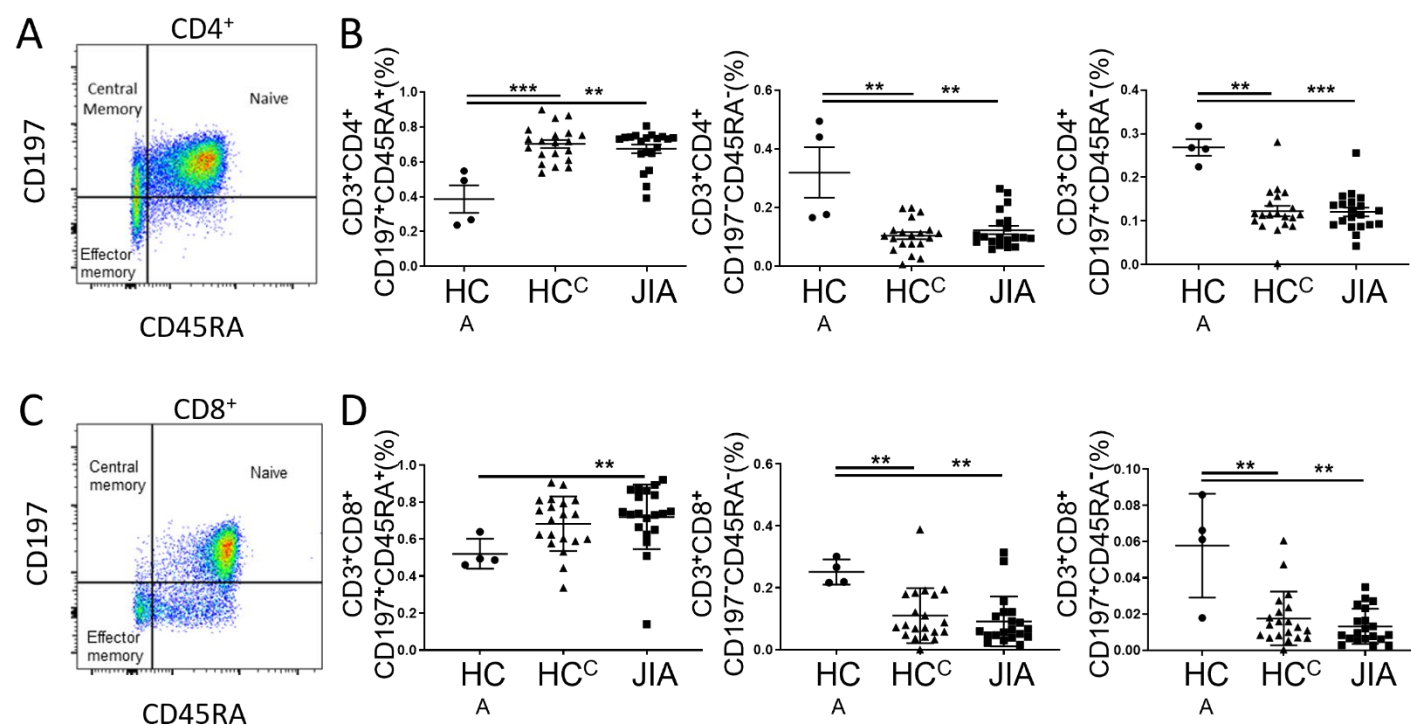 A
CD4⁺
Central
Memory
Naive
Effector
memory
CD197
CD45RA
B
CD3⁺CD4⁺
CD197⁺CD45RA⁺(%)
1.0
0.8
0.6
0.4
0.2
0.0
***
**
HC
A
HCᶜ
JIA
CD3⁺CD4⁺
CD197⁻CD45RA⁻(%)
0.6
0.4
0.2
0.0
**
**
HC
A
HCᶜ
JIA
CD3⁺CD4⁺
CD197⁺CD45RA⁻(%)
0.4
0.3
0.2
0.1
0.0
**
***
HC
A
HCᶜ
JIA
C
CD8⁺
Central
memory
Naive
Effector
memory
CD197
CD45RA
D
CD3⁺CD8⁺
CD197⁺CD45RA⁺(%)
1.0
0.8
0.6
0.4
0.2
0.0
**
HC
A
HCᶜ
JIA
CD3⁺CD8⁺
CD197⁻CD45RA⁻(%)
0.6
0.4
0.2
0.0
**
**
HC
A
HCᶜ
JIA
CD3⁺CD8⁺
CD197⁺CD45RA⁻(%)
0.10
0.08
0.06
0.04
0.02
0.00
**
**
HC
A
HCᶜ
JIA